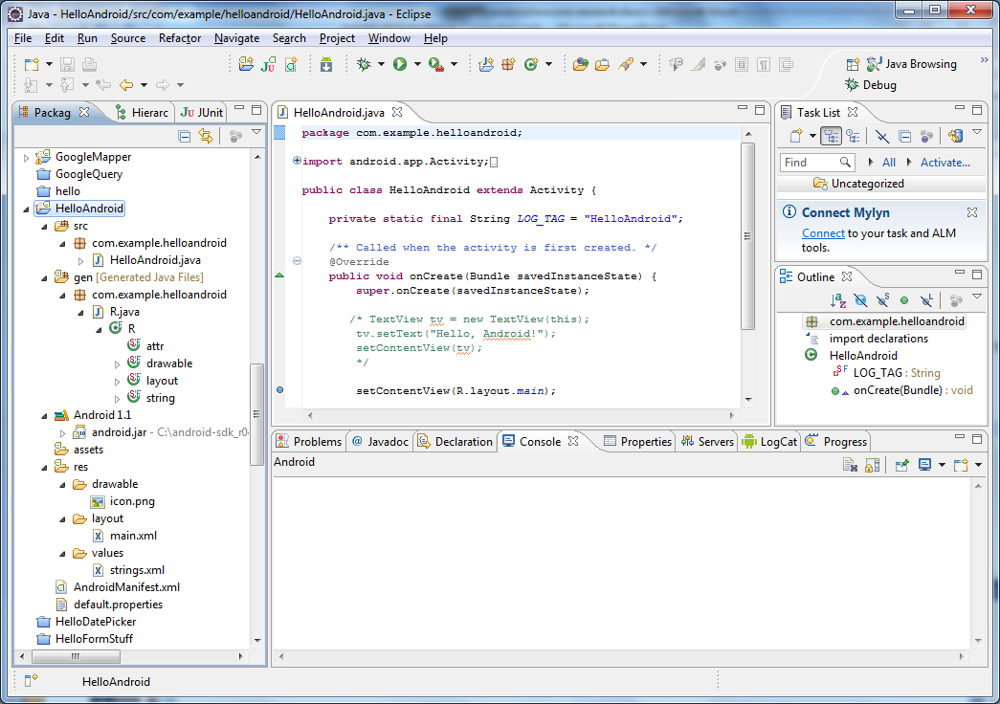 Java - HelloAndroid/src/com/example/helloandroid/HelloAndroid.java - Eclipse
File Edit Run Source Refactor Navigate Search Project Window Help
Java Browsing
Debug
Packag Hierarc JUnit
GoogleMapper
GoogleQuery
hello
HelloAndroid
src
com.example.helloandroid
HelloAndroid.java
gen [Generated Java Files]
com.example.helloandroid
R.java
R
attr
drawable
layout
string
Android 1.1
android.jar - C:\android-sdk_r0
assets
res
drawable
icon.png
layout
main.xml
values
strings.xml
AndroidManifest.xml
default.properties
HelloDatePicker
HelloFormStuff
HelloAndroid.java
package com.example.helloandroid;
import android.app.Activity;
public class HelloAndroid extends Activity {
private static final String LOG_TAG = "HelloAndroid";
/** Called when the activity is first created. */
@Override
public void onCreate(Bundle savedInstanceState) {
super.onCreate(savedInstanceState);
/* TextView tv = new TextView(this);
tv.setText("Hello, Android!");
setContentView(tv);
*/
setContentView(R.layout.main);
Task List
Find All Activate...
Uncategorized
Connect Mylyn
Connect to your task and ALM
tools.
Outline
com.example.helloandroid
import declarations
HelloAndroid
LOG_TAG : String
onCreate(Bundle) : void
Problems Javadoc Declaration Console Properties Servers LogCat Progress
Android
HelloAndroid